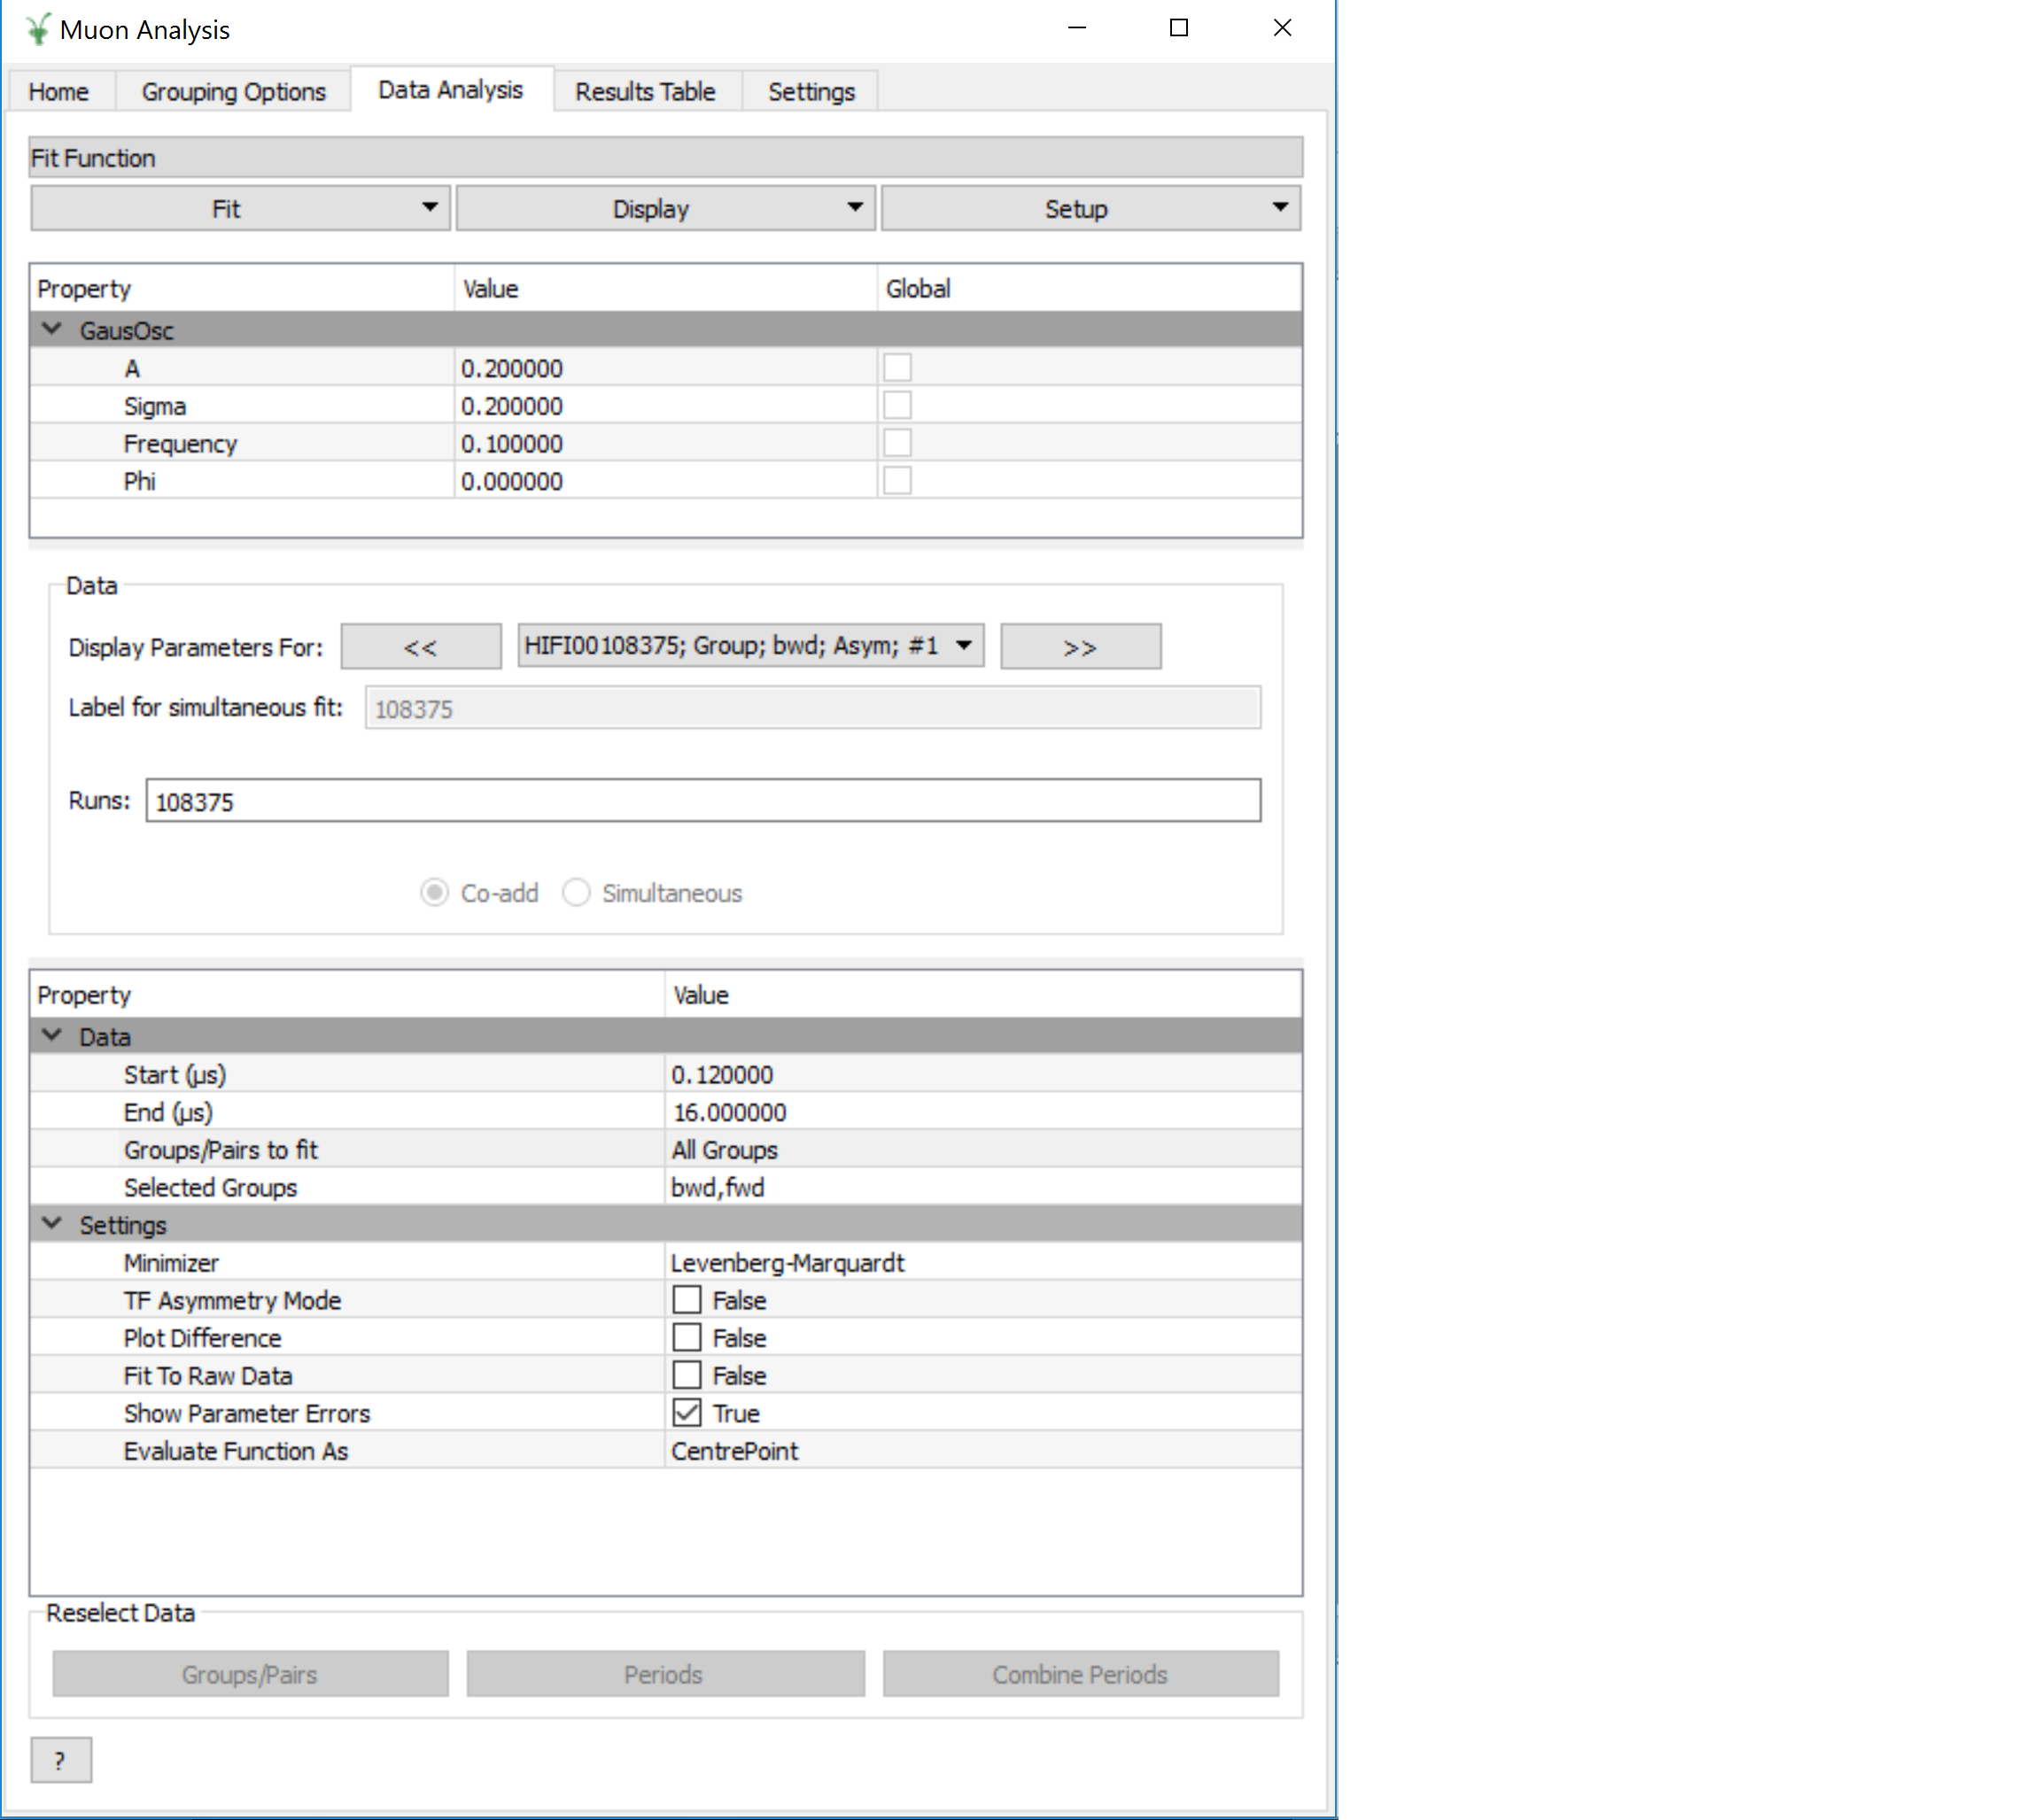 Muon Analysis
Home Grouping Options Data Analysis Results Table Settings
Fit Function
Fit Display Setup
Property Value Global
GausOsc
A 0.200000
Sigma 0.200000
Frequency 0.100000
Phi 0.000000
Data
Display Parameters For: << HIFI00108375; Group; bwd; Asym; #1 >>
Label for simultaneous fit: 108375
Runs: 108375
Co-add Simultaneous
Property Value
Data
Start (µs) 0.120000
End (µs) 16.000000
Groups/Pairs to fit All Groups
Selected Groups bwd,fwd
Settings
Minimizer Levenberg-Marquardt
TF Asymmetry Mode False
Plot Difference False
Fit To Raw Data False
Show Parameter Errors True
Evaluate Function As CentrePoint
Reselect Data
Groups/Pairs Periods Combine Periods
?